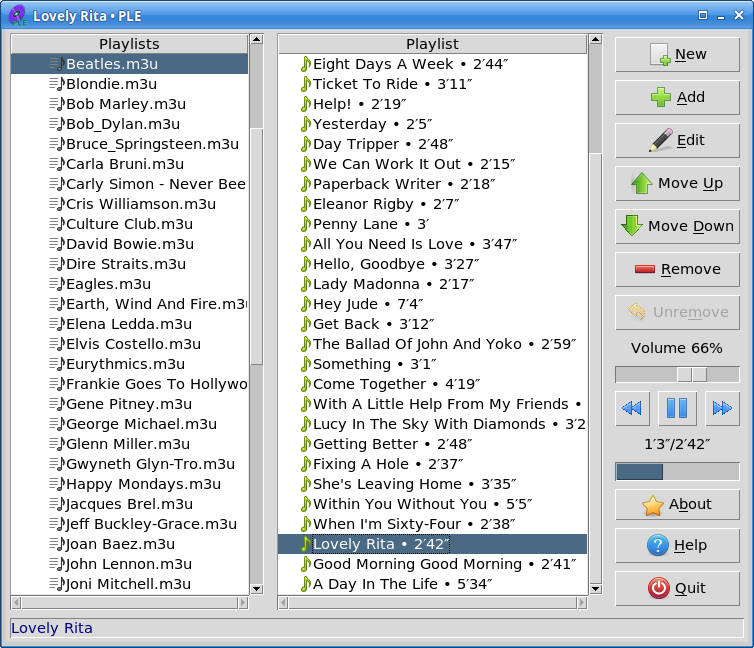 Lovely Rita • PLE
Playlists
Beatles.m3u
Blondie.m3u
Bob Marley.m3u
Bob_Dylan.m3u
Bruce_Springsteen.m3u
Carla Bruni.m3u
Carly Simon - Never Bee
Cris Williamson.m3u
Culture Club.m3u
David Bowie.m3u
Dire Straits.m3u
Eagles.m3u
Earth, Wind And Fire.m3u
Elena Ledda.m3u
Elvis Costello.m3u
Eurythmics.m3u
Frankie Goes To Hollywo
Gene Pitney.m3u
George Michael.m3u
Glenn Miller.m3u
Gwyneth Glyn-Tro.m3u
Happy Mondays.m3u
Jacques Brel.m3u
Jeff Buckley-Grace.m3u
Joan Baez.m3u
John Lennon.m3u
Joni Mitchell.m3u
Playlist
Eight Days A Week • 2′44″
Ticket To Ride • 3′11″
Help! • 2′19″
Yesterday • 2′5″
Day Tripper • 2′48″
We Can Work It Out • 2′15″
Paperback Writer • 2′18″
Eleanor Rigby • 2′7″
Penny Lane • 3′
All You Need Is Love • 3′47″
Hello, Goodbye • 3′27″
Lady Madonna • 2′17″
Hey Jude • 7′4″
Get Back • 3′12″
The Ballad Of John And Yoko • 2′59″
Something • 3′1″
Come Together • 4′19″
With A Little Help From My Friends •
Lucy In The Sky With Diamonds • 3′2
Getting Better • 2′48″
Fixing A Hole • 2′37″
She's Leaving Home • 3′35″
Within You Without You • 5′5″
When I'm Sixty-Four • 2′38″
Lovely Rita • 2′42″
Good Morning Good Morning • 2′41″
A Day In The Life • 5′34″
New
Add
Edit
Move Up
Move Down
Remove
Unremove
Volume 66%
1′3″/2′42″
About
Help
Quit
Lovely Rita